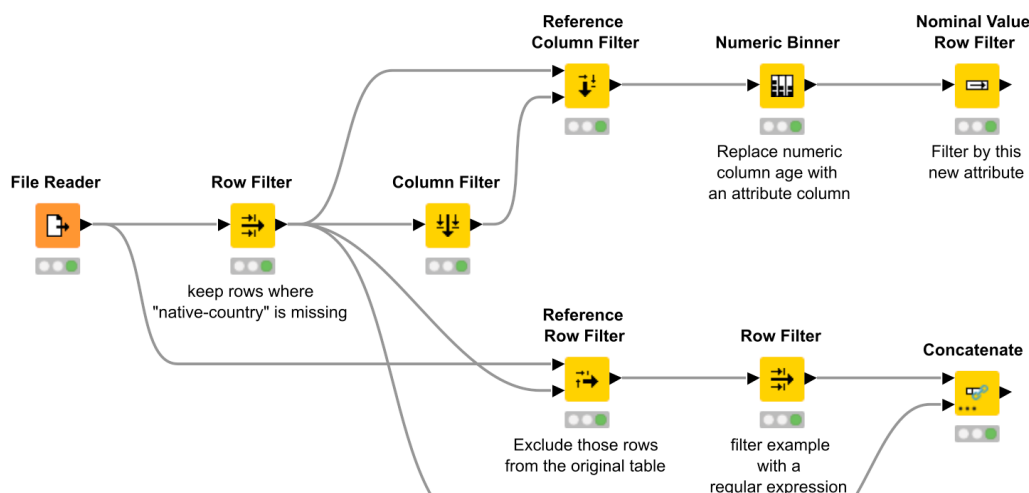 Reference
Column Filter
Numeric Binner
Nominal Value
Row Filter
Replace numeric
column age with
an attribute column
Filter by this
new attribute
File Reader
Row Filter
Column Filter
keep rows where
"native-country" is missing
Reference
Row Filter
Row Filter
Concatenate
Exclude those rows
from the original table
filter example
with a
regular expression